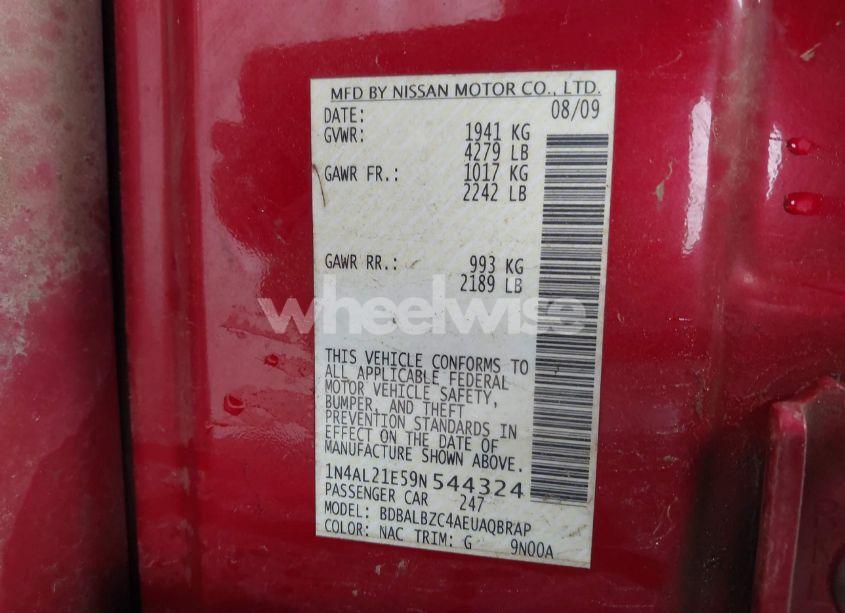 MFD BY NISSAN MOTOR CO., LTD.
DATE: 08/09
GVWR: 1941 KG
4279 LB
GAWR FR.: 1017 KG
2242 LB
GAWR RR.: 993 KG
2189 LB
wheelwise
THIS VEHICLE CONFORMS TO
ALL APPLICABLE FEDERAL
MOTOR VEHICLE SAFETY,
BUMPER, AND THEFT
PREVENTION STANDARDS IN
EFFECT ON THE DATE OF
MANUFACTURE SHOWN ABOVE.
1N4AL21E59N544324
PASSENGER CAR 247
MODEL: BDBALBZC4AEUAQBRAP
COLOR: NAC TRIM: G 9N00A